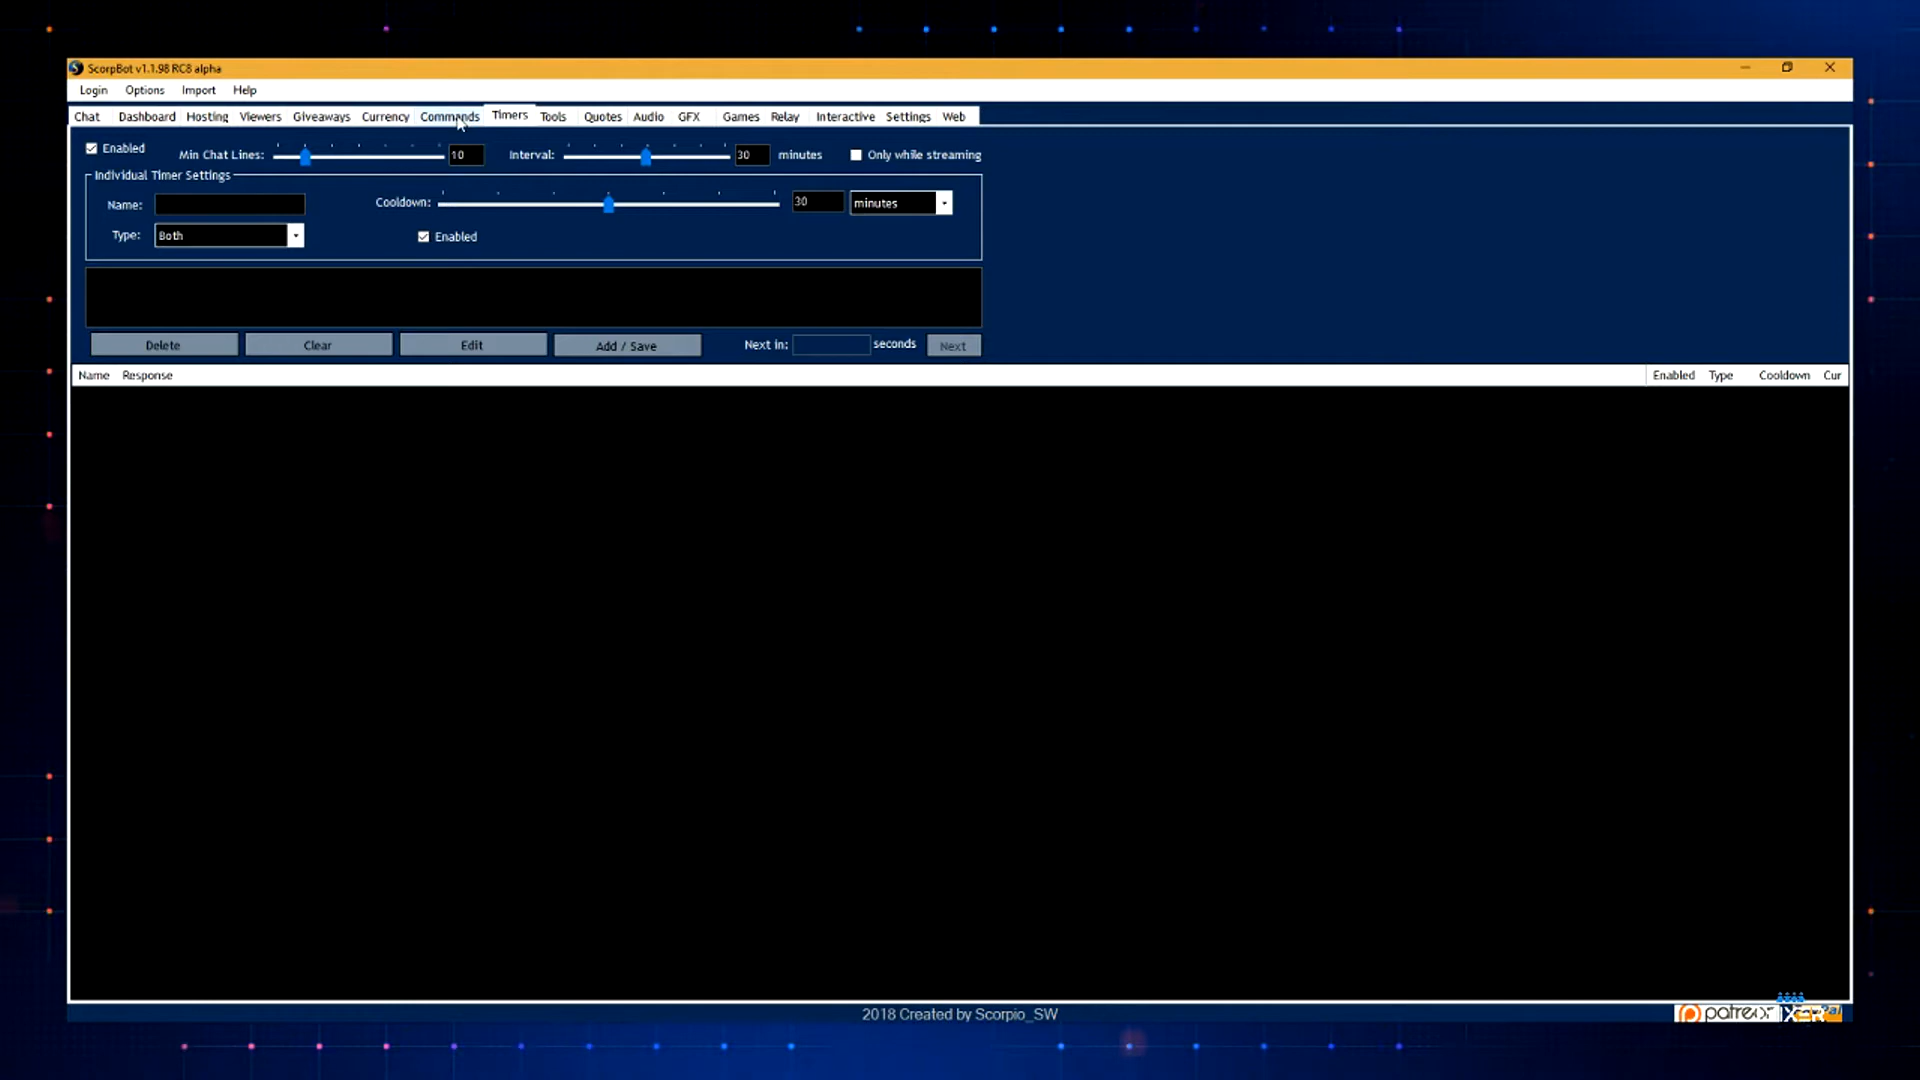 ScorpBot v1.1.98 RC8 alpha
Login Options Import Help
Chat Dashboard Hosting Viewers Giveaways Currency Commands Timers Tools Quotes Audio GFX Games Relay Interactive Settings Web
Enabled Min Chat Lines: 10 Interval: 30 minutes Only while streaming
Individual Timer Settings
Name: Cooldown: 30 minutes
Type: Both Enabled
Delete Clear Edit Add / Save Next in: seconds Next
Name Response Enabled Type Cooldown Cur
2018 Created by Scorpio_SW